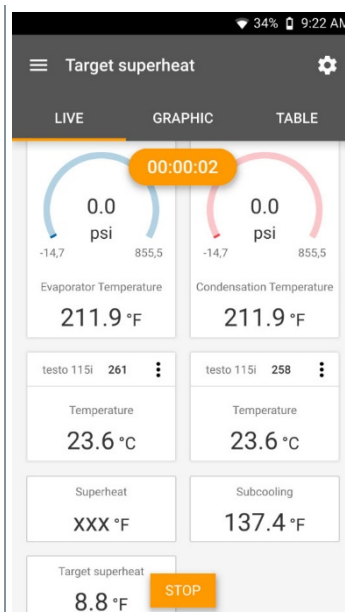 34% 9:22 AM
Target superheat
LIVE GRAPHIC TABLE
00:00:02
0.0 0.0
psi psi
-14,7 855,5 -14,7 855,5
Evaporator Temperature Condensation Temperature
211.9 °F 211.9 °F
testo 115i 261 testo 115i 258
Temperature Temperature
23.6 °C 23.6 °C
Superheat Subcooling
xxx °F 137.4 °F
Target superheat
STOP
8.8 °F